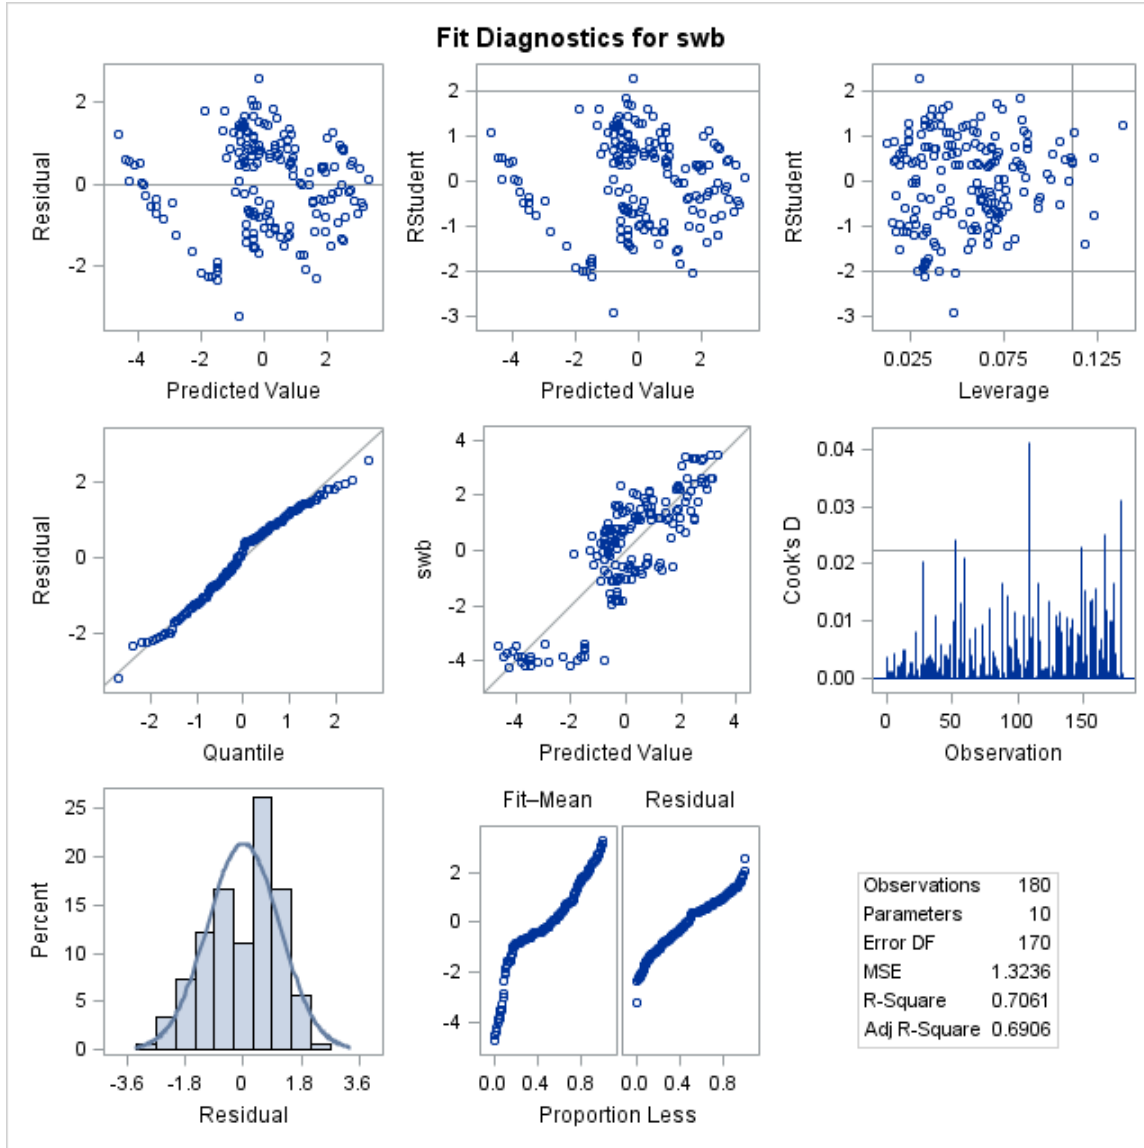 Fit Diagnostics for swb
2
0
-2
Residual
-4 -2 0 2
Predicted Value
2
1
0
-1
-2
-3
RStudent
-4 -2 0 2
Predicted Value
2
1
0
-1
-2
-3
RStudent
0.025 0.075 0.125
Leverage
2
0
-2
Residual
-2 -1 0 1 2
Quantile
4
2
0
-2
-4
swb
-4 -2 0 2 4
Predicted Value
0.04
0.03
0.02
0.01
0.00
Cook's D
0 50 100 150
Observation
25
20
15
10
5
0
Percent
-3.6 -1.8 0 1.8 3.6
Residual
Fit–Mean Residual
2
0
-2
-4
0.0 0.4 0.8 0.0 0.4 0.8
Proportion Less
Observations 180
Parameters 10
Error DF 170
MSE 1.3236
R-Square 0.7061
Adj R-Square 0.6906